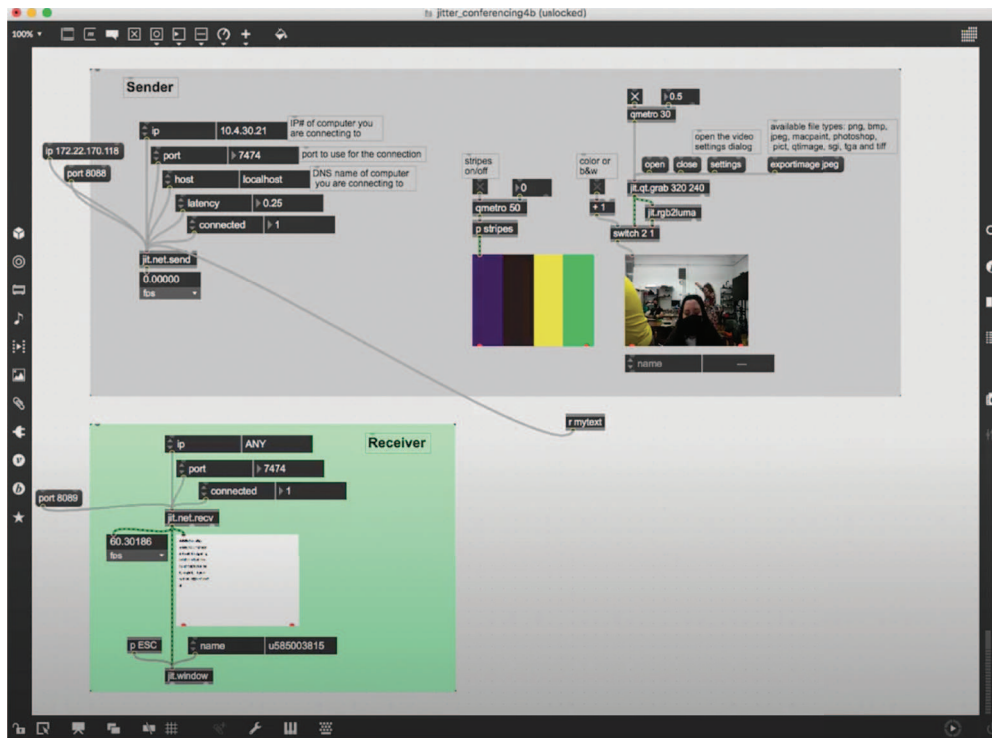 jitter_conferencing4b (uslocked)
100%
Sender
ip 10.4.30.21
IP# of computer you
are connecting to
ip 172.22.170.118
port 8088
port 7474
port to use for the connection
host localhost
DNS name of computer
you are connecting to
latency 0.25
connected 1
jit.net.send
0.00000
fps
stripes
on/off
0
qmetro 50
p stripes
color or
b&w
+ 1
0.5
qmetro 30
open the video
settings dialog
available file types: png, bmp,
jpeg, macpaint, photoshop,
pict, qtimage, sgi, tga and tiff
open close settings exportimage jpeg
jit.qt.grab 320 240
jit.rgb2luma
switch 2 1
name —
r mytext
Receiver
ip ANY
port 7474
connected 1
port 8089
jit.net.recv
60.30186
fps
p ESC
name u585003815
jit.window